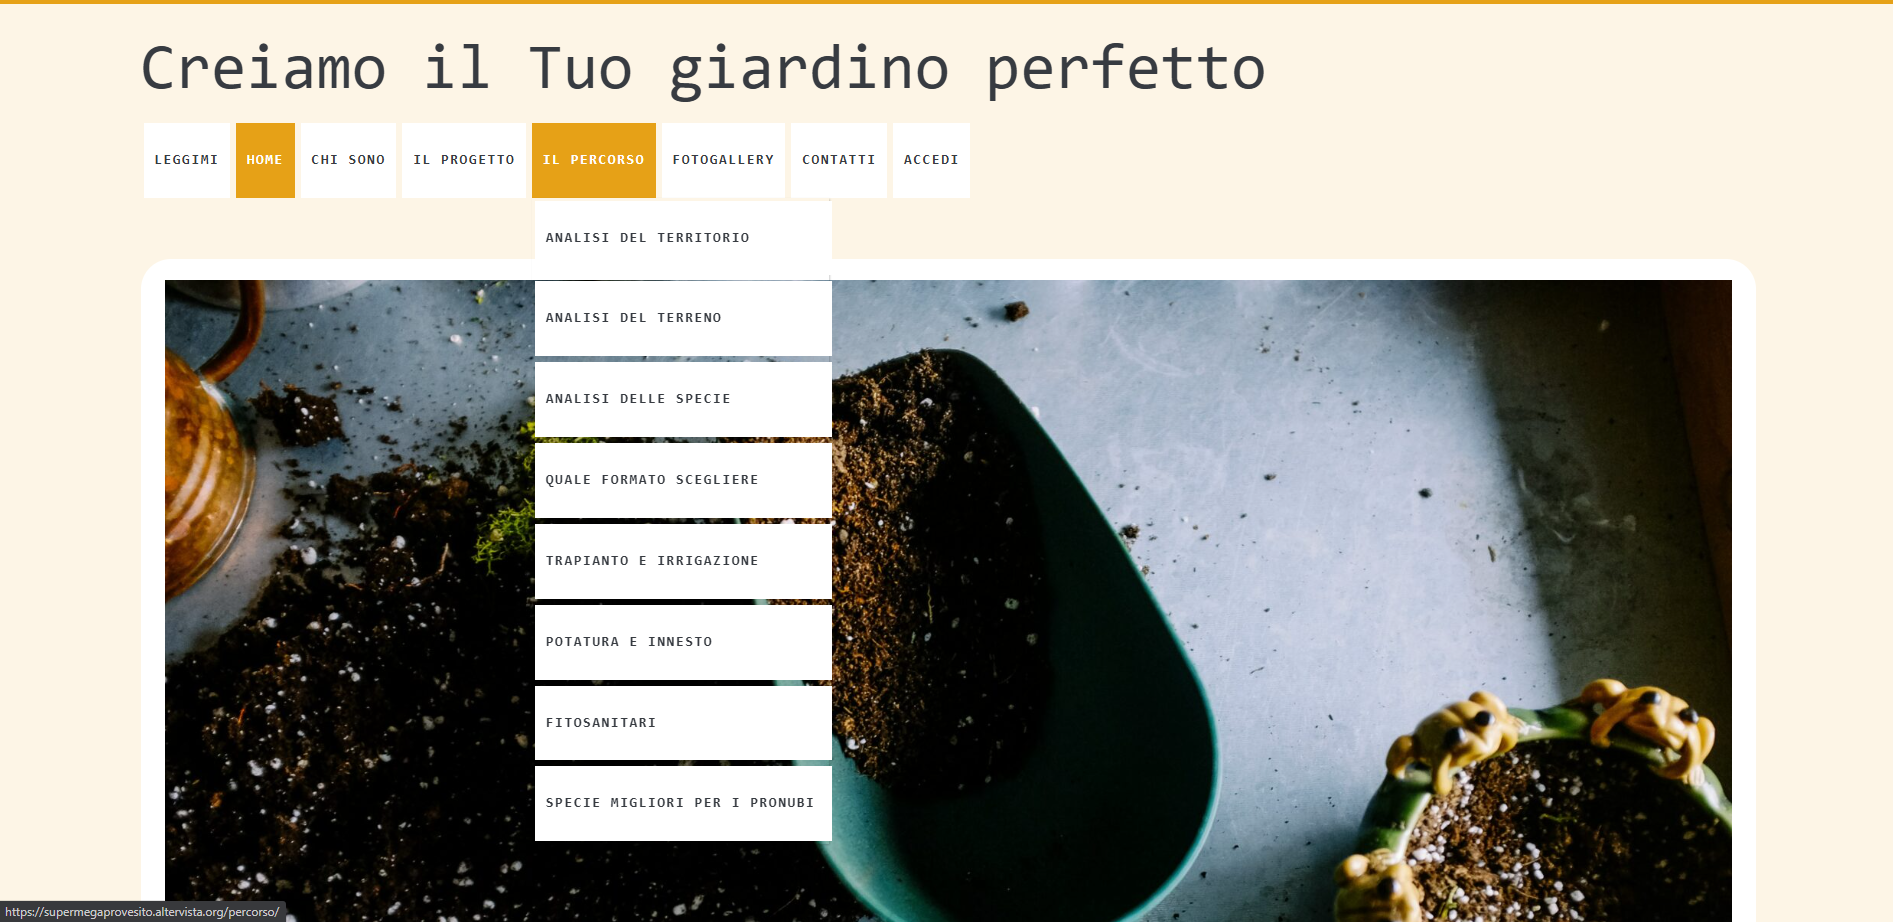 Creiamo il Tuo giardino perfetto
LEGGIMI HOME CHI SONO IL PROGETTO IL PERCORSO FOTOGALLERY CONTATTI ACCEDI
ANALISI DEL TERRITORIO
ANALISI DEL TERRENO
ANALISI DELLE SPECIE
QUALE FORMATO SCEGLIERE
TRAPIANTO E IRRIGAZIONE
POTATURA E INNESTO
FITOSANITARI
SPECIE MIGLIORI PER I PRONUBI
https://supermegaprovesito.altervista.org/percorso/